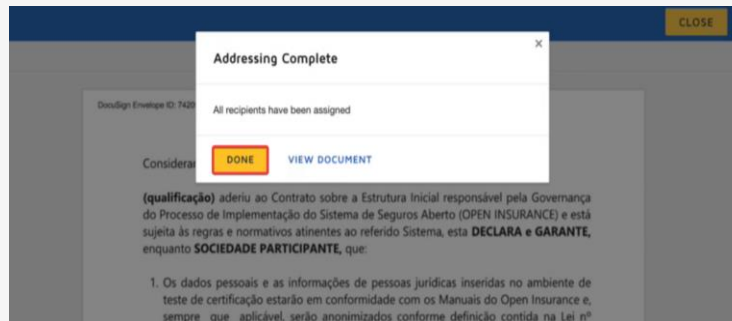 CLOSE
Addressing Complete
×
All recipients have been assigned
DONE VIEW DOCUMENT
DocuSign Envelope ID: 7420
(qualificação) aderiu ao Contrato sobre a Estrutura Inicial responsável pela Governança
do Processo de Implementação do Sistema de Seguros Aberto (OPEN INSURANCE) e está
sujeita às regras e normativos atinentes ao referido Sistema, esta DECLARA e GARANTE,
enquanto SOCIEDADE PARTICIPANTE, que:
1. Os dados pessoais e as informações de pessoas jurídicas inseridas no ambiente de
teste de certificação estarão em conformidade com os Manuais do Open Insurance e,
sempre que aplicável, serão anonimizados conforme definição contida na Lei nº